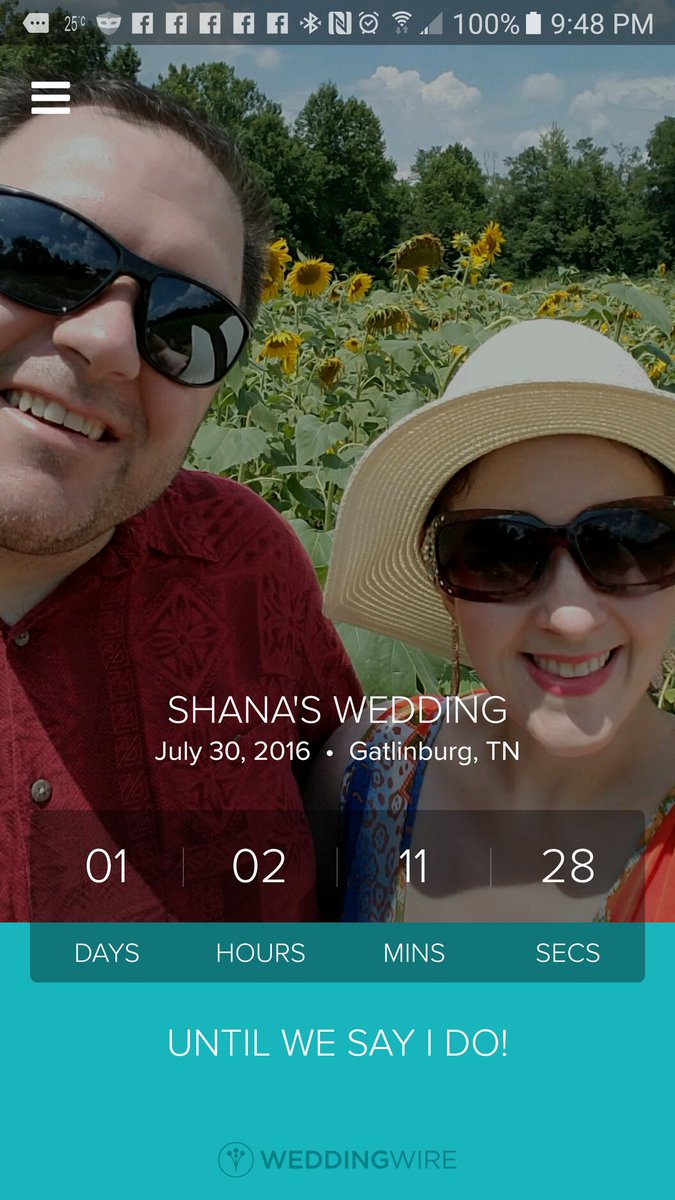 25°C 100% 9:48 PM
SHANA'S WEDDING
July 30, 2016 • Gatlinburg, TN
01 02 11 28
DAYS HOURS MINS SECS
UNTIL WE SAY I DO!
WEDDINGWIRE